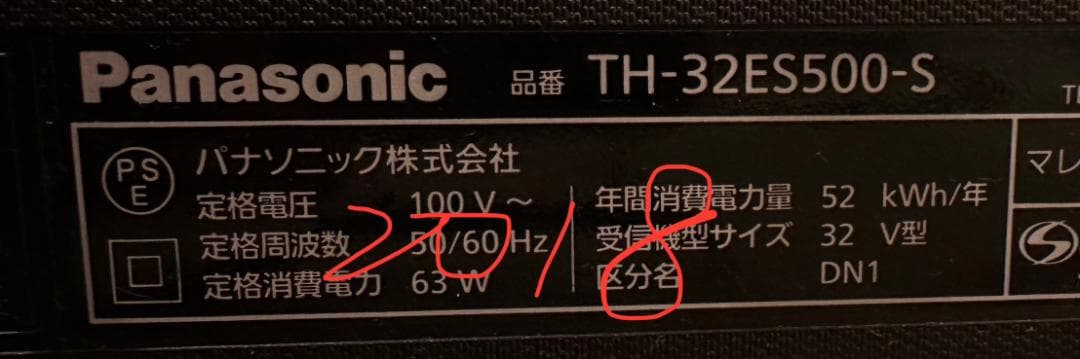 Panasonic 品番 TH-32ES500-S
PS
E
パナソニック株式会社
定格電圧 100 V～
定格周波数 50/60 Hz
定格消費電力 63 W
年間消費電力量 52 kWh/年
受信機型サイズ 32 V型
区分名 DN1
マレ
2018